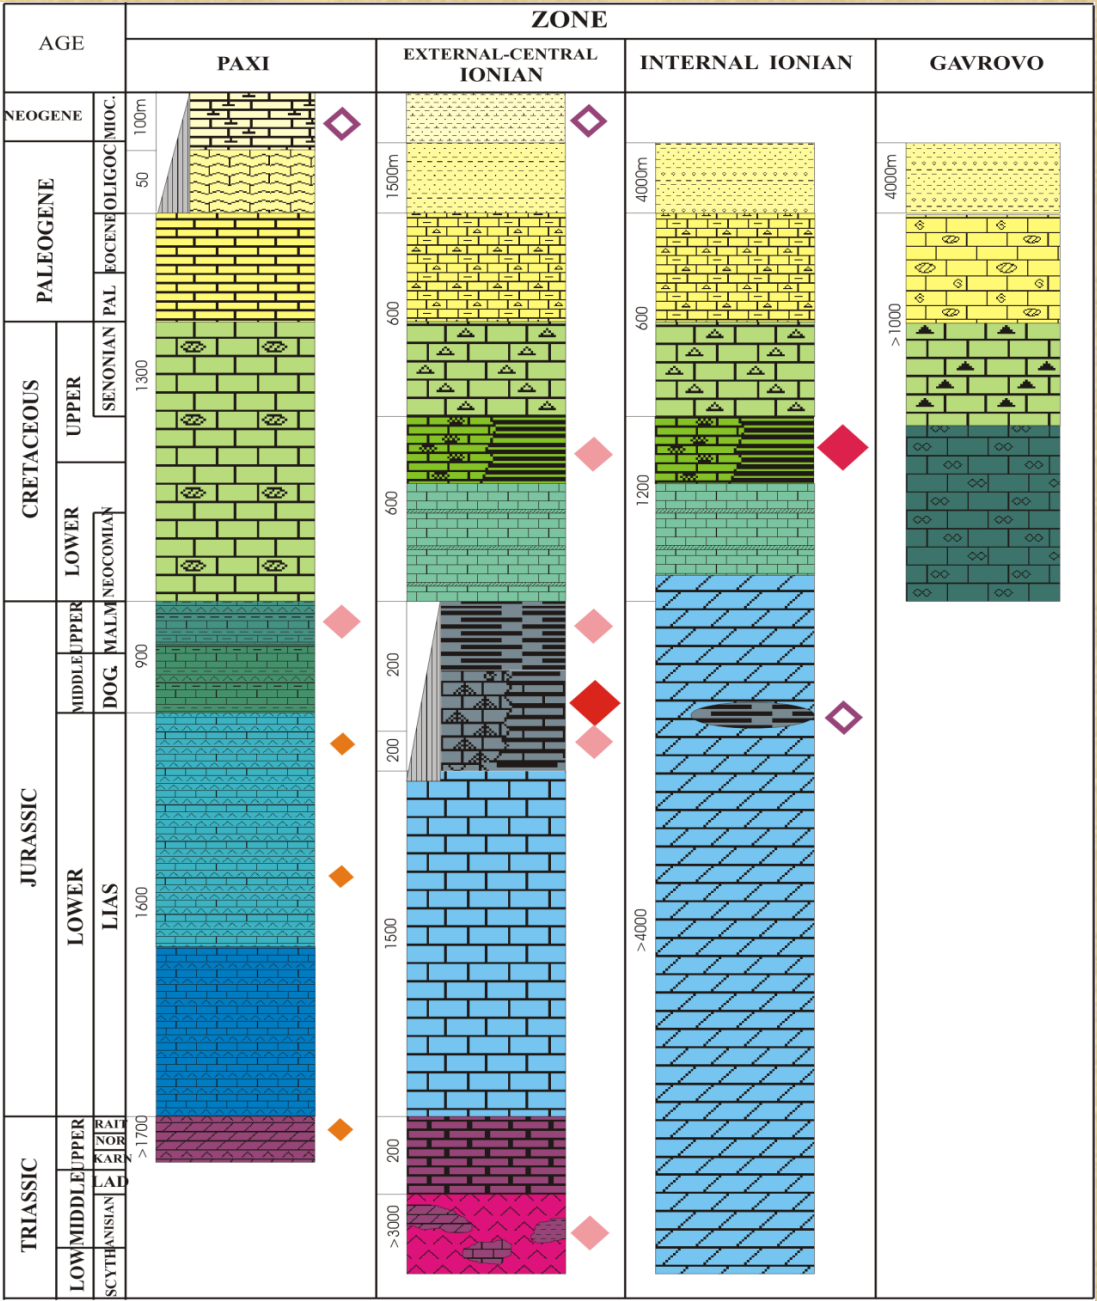 ZONE
AGE
PAXI
EXTERNAL-CENTRAL
IONIAN
INTERNAL IONIAN
GAVROVO
NEOGENE
MIOC.
100m
PALEOGENE
OLIGOC
50
1500m
4000m
4000m
EOCENE
PAL
600
600
>1000
CRETACEOUS
UPPER
SENONIAN
1300
LOWER
NEOCOMIAN
600
1200
JURASSIC
UPPER
MALM
MIDDLE
DOG.
900
200
200
LOWER
LIAS
1600
1500
>4000
TRIASSIC
UPPER
RAIT
NOR
KARN
>1700
200
MIDDLE
LAD
ANISIAN
>3000
LOW
SCYTH